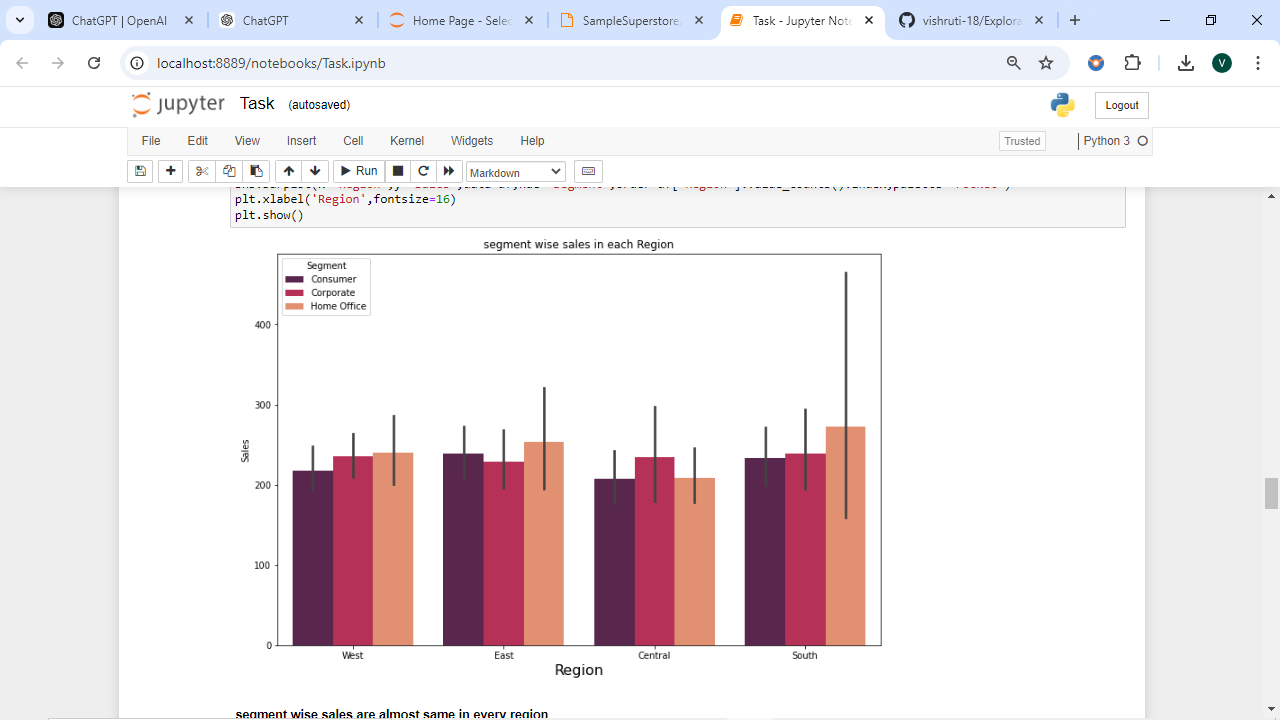 ChatGPT | OpenAI
ChatGPT
Home Page - Selec
SampleSuperstore.
Task - Jupyter Note
vishruti-18/Explora
localhost:8889/notebooks/Task.ipynb
V
jupyter Task (autosaved)
Logout
File Edit View Insert Cell Kernel Widgets Help
Trusted
Python 3
Run
Markdown
plt.xlabel('Region',fontsize=16)
plt.show()
segment wise sales in each Region
Segment
Consumer
Corporate
Home Office
400
300
200
100
0
Sales
West East Central South
Region
segment wise sales are almost same in every region